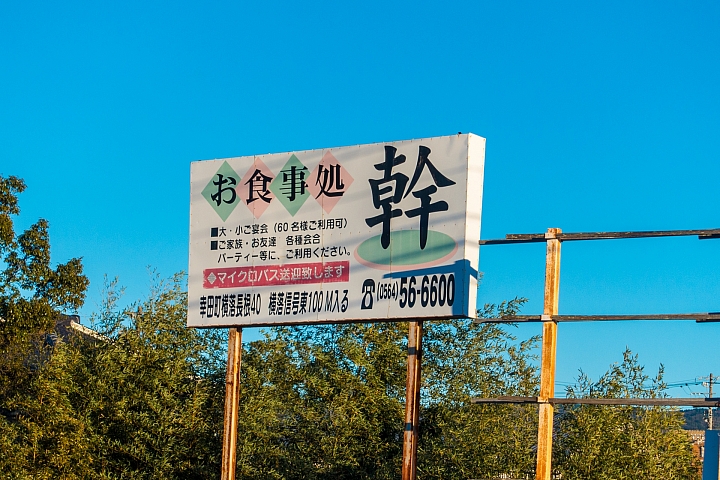 お食事処
幹
■大・小ご宴会（60名様ご利用可）
■ご家族・お友達 各種会合
パーティー等に、ご利用ください。
◆マイクロバス送迎致します
幸田町横落長根40 横落信号東100M入る
☎(0564)56-6600